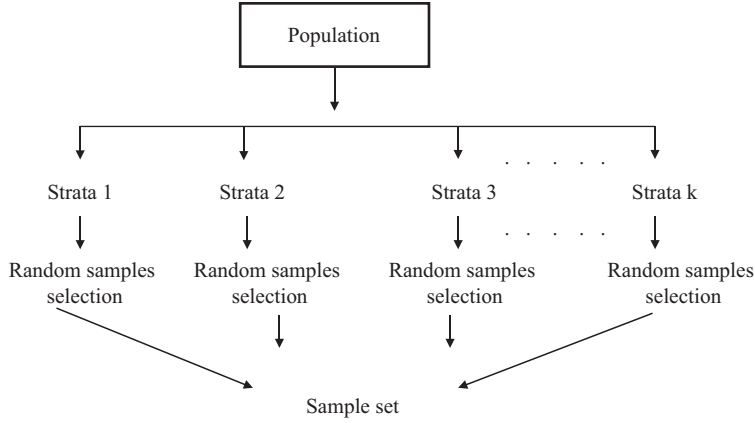 Population
. . . . .
Strata 1
Strata 2
Strata 3
Strata k
. . . . .
Random samples
selection
Random samples
selection
Random samples
selection
Random samples
selection
Sample set